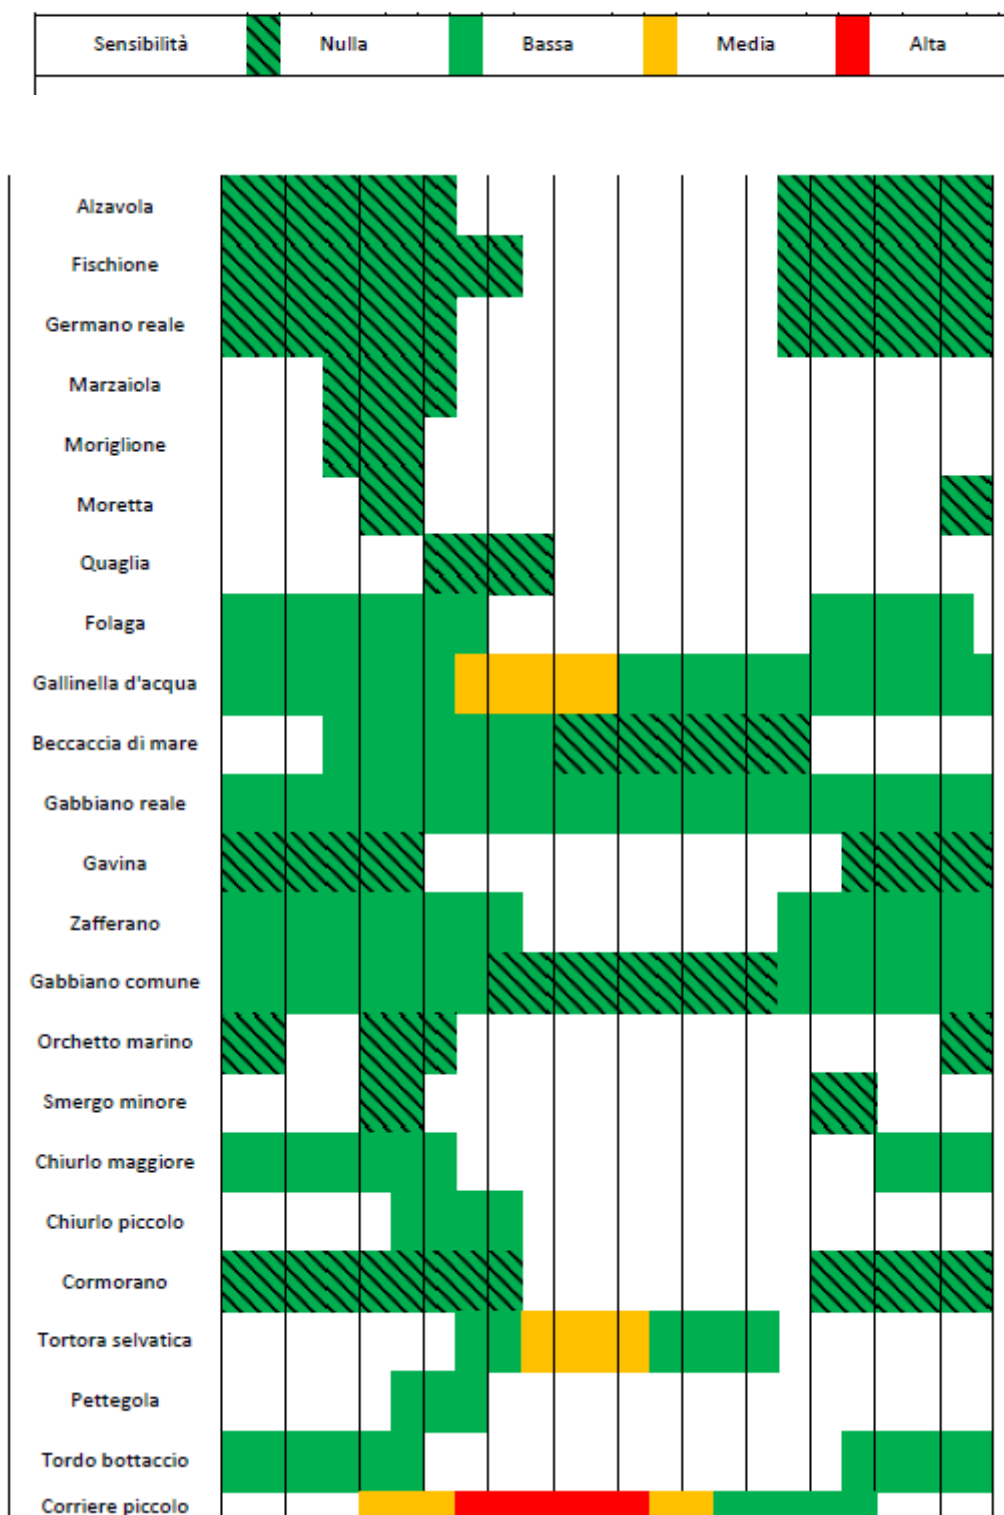 Sensibilità Nulla Bassa Media Alta
Alzavola
Fischione
Germano reale
Marzaiola
Moriglione
Moretta
Quaglia
Folaga
Gallinella d'acqua
Beccaccia di mare
Gabbiano reale
Gavina
Zafferano
Gabbiano comune
Orchetto marino
Smergo minore
Chiurlo maggiore
Chiurlo piccolo
Cormorano
Tortora selvatica
Pettegola
Tordo bottaccio
Corriere piccolo